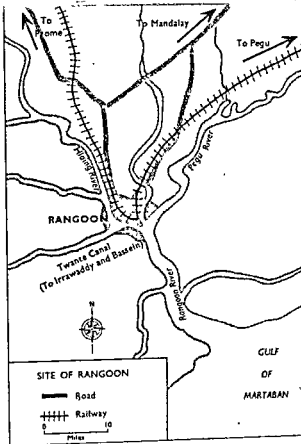 To
Prome
To Mandalay
To Pegu
Hlaing River
Pegu River
RANGOON
Twante Canal
(To Irrawaddy and Bassein)
Rangoon River
N
GULF
OF
MARTABAN
SITE OF RANGOON
Road
Railway
0 10
Miles